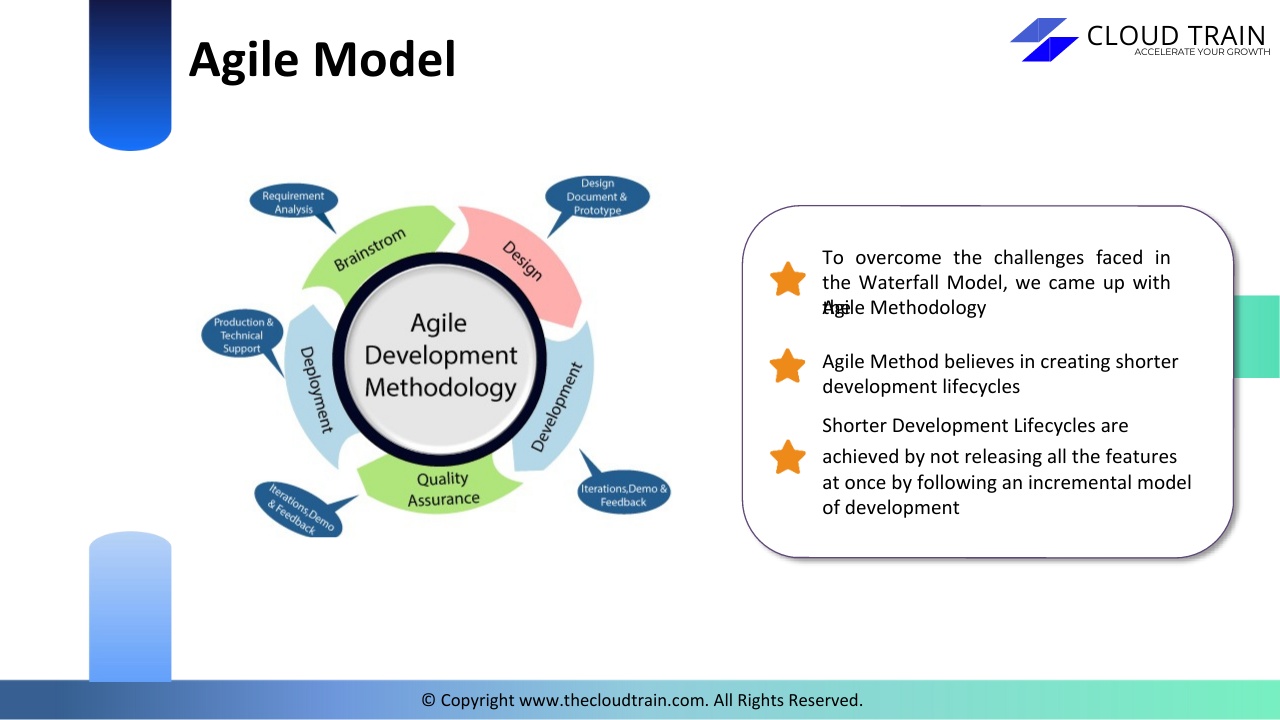 Agile Model
CLOUD TRAIN
ACCELERATE YOUR GROWTH
Requirement
Analysis
Design
Document &
Prototype
Brainstrom
Design
Production &
Technical
Support
Agile
Development
Methodology
Deployment
Development
Quality
Assurance
Iterations,Demo
& Feedback
Iterations,Demo &
Feedback
To overcome the challenges faced in
the Waterfall Model, we came up with
the
Agile Methodology
Agile Method believes in creating shorter
development lifecycles
Shorter Development Lifecycles are
achieved by not releasing all the features
at once by following an incremental model
of development
© Copyright www.thecloudtrain.com. All Rights Reserved.